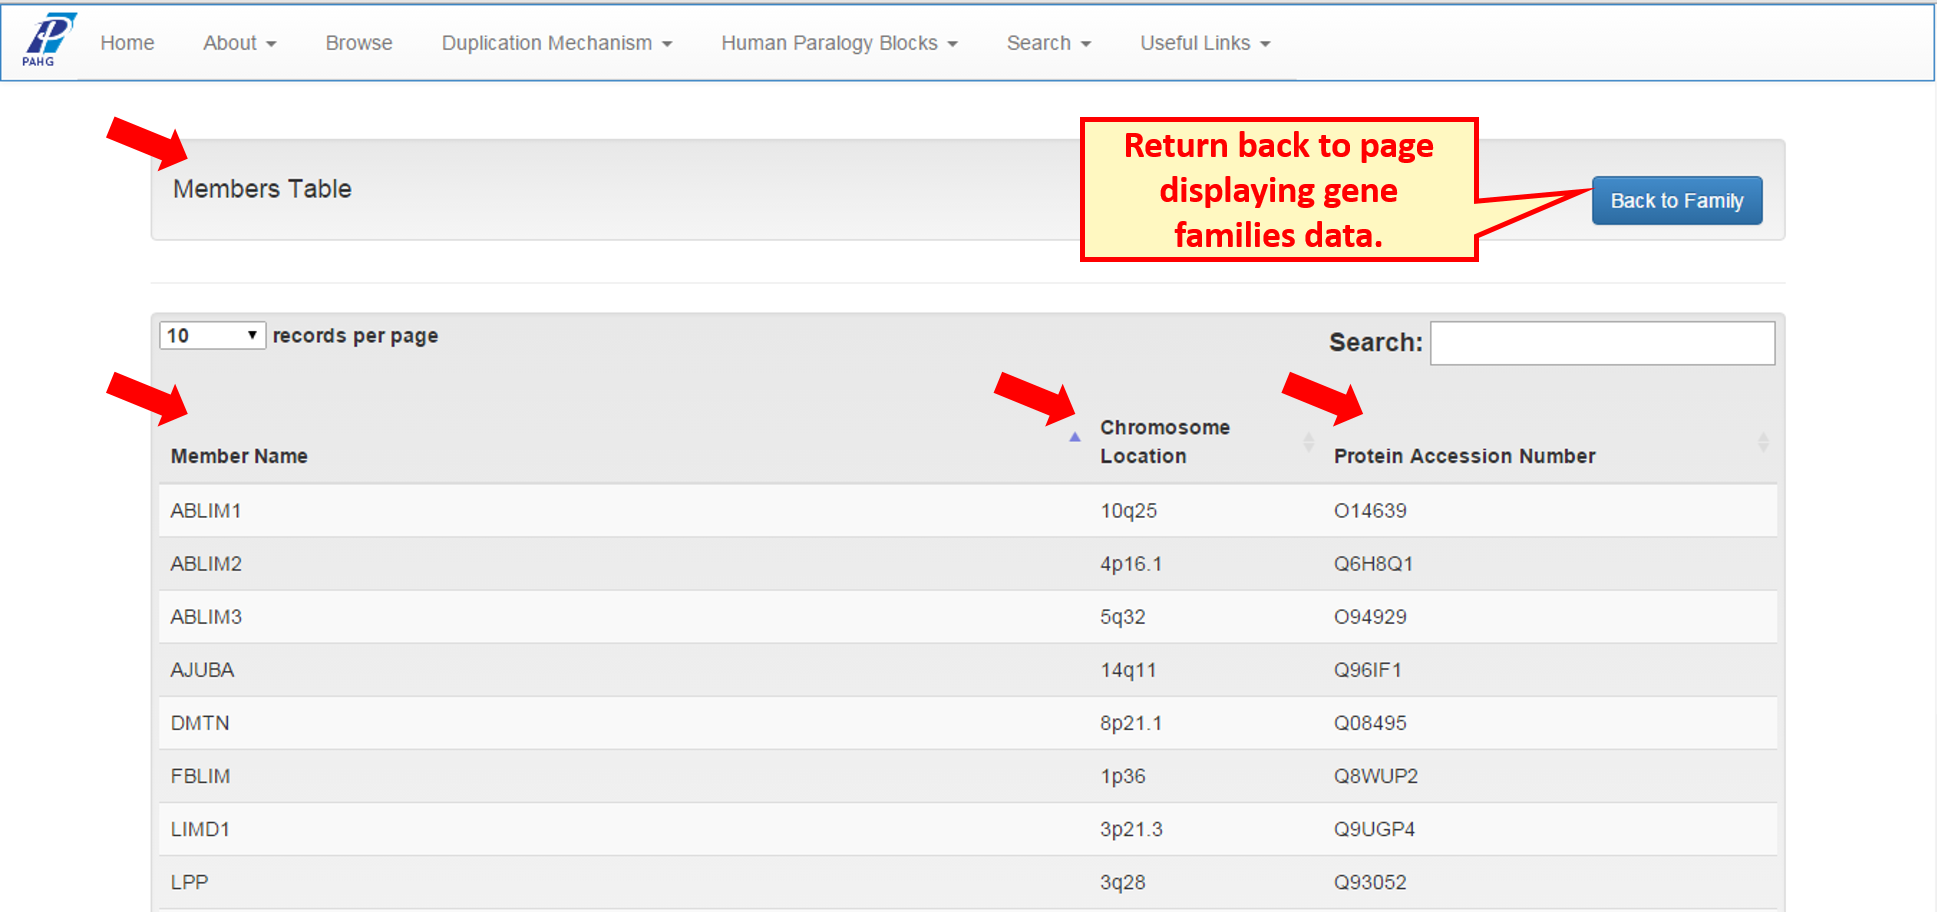 PAHG
Home About Browse Duplication Mechanism Human Paralogy Blocks Search Useful Links
Members Table
Return back to page
displaying gene
families data.
Back to Family
10 records per page
Search:
Member Name Chromosome Location Protein Accession Number
ABLIM1 10q25 O14639
ABLIM2 4p16.1 Q6H8Q1
ABLIM3 5q32 O94929
AJUBA 14q11 Q96IF1
DMTN 8p21.1 Q08495
FBLIM 1p36 Q8WUP2
LIMD1 3p21.3 Q9UGP4
LPP 3q28 Q93052